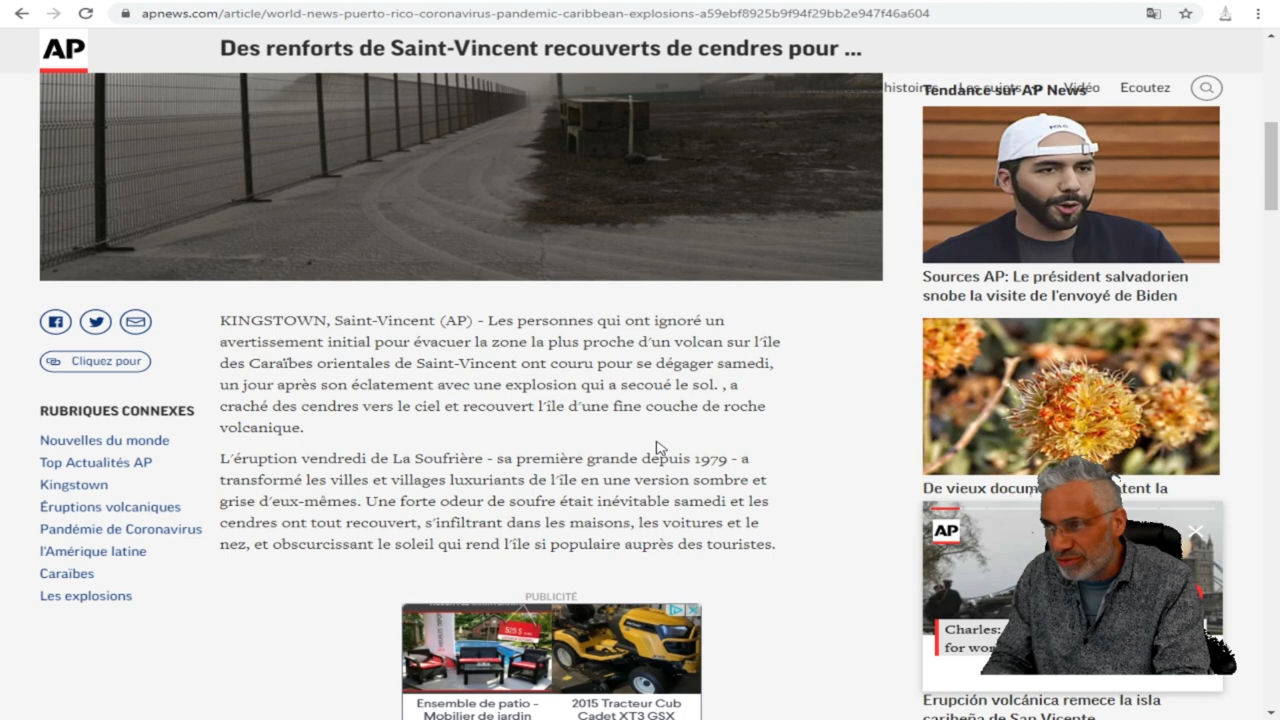 apnews.com/article/world-news-puerto-rico-coronavirus-pandemic-caribbean-explosions-a59ebf8925b9f94f29bb2e947f46a604
AP
Des renforts de Saint-Vincent recouverts de cendres pour ...
Vidéo
Ecoutez
Tendance sur AP News
Sources AP: Le président salvadorien
snobe la visite de l'envoyé de Biden
KINGSTOWN, Saint-Vincent (AP) - Les personnes qui ont ignoré un
avertissement initial pour évacuer la zone la plus proche d'un volcan sur l'île
des Caraïbes orientales de Saint-Vincent ont couru pour se dégager samedi,
un jour après son éclatement avec une explosion qui a secoué le sol. , a
craché des cendres vers le ciel et recouvert l'île d'une fine couche de roche
volcanique.
L'éruption vendredi de La Soufrière - sa première grande depuis 1979 - a
transformé les villes et villages luxuriants de l'île en une version sombre et
grise d'eux-mêmes. Une forte odeur de soufre était inévitable samedi et les
cendres ont tout recouvert, s'infiltrant dans les maisons, les voitures et le
nez, et obscurcissant le soleil qui rend l'île si populaire auprès des touristes.
Cliquez pour
RUBRIQUES CONNEXES
Nouvelles du monde
Top Actualités AP
Kingstown
Éruptions volcaniques
Pandémie de Coronavirus
l'Amérique latine
Caraïbes
Les explosions
PUBLICITÉ
Ensemble de patio -
Mobilier de jardin
2015 Tracteur Cub
Cadet XT3 GSX
De vieux
la
AP
Charles:
for
Erupción volcánica remece la isla
caribeña de San Vicente